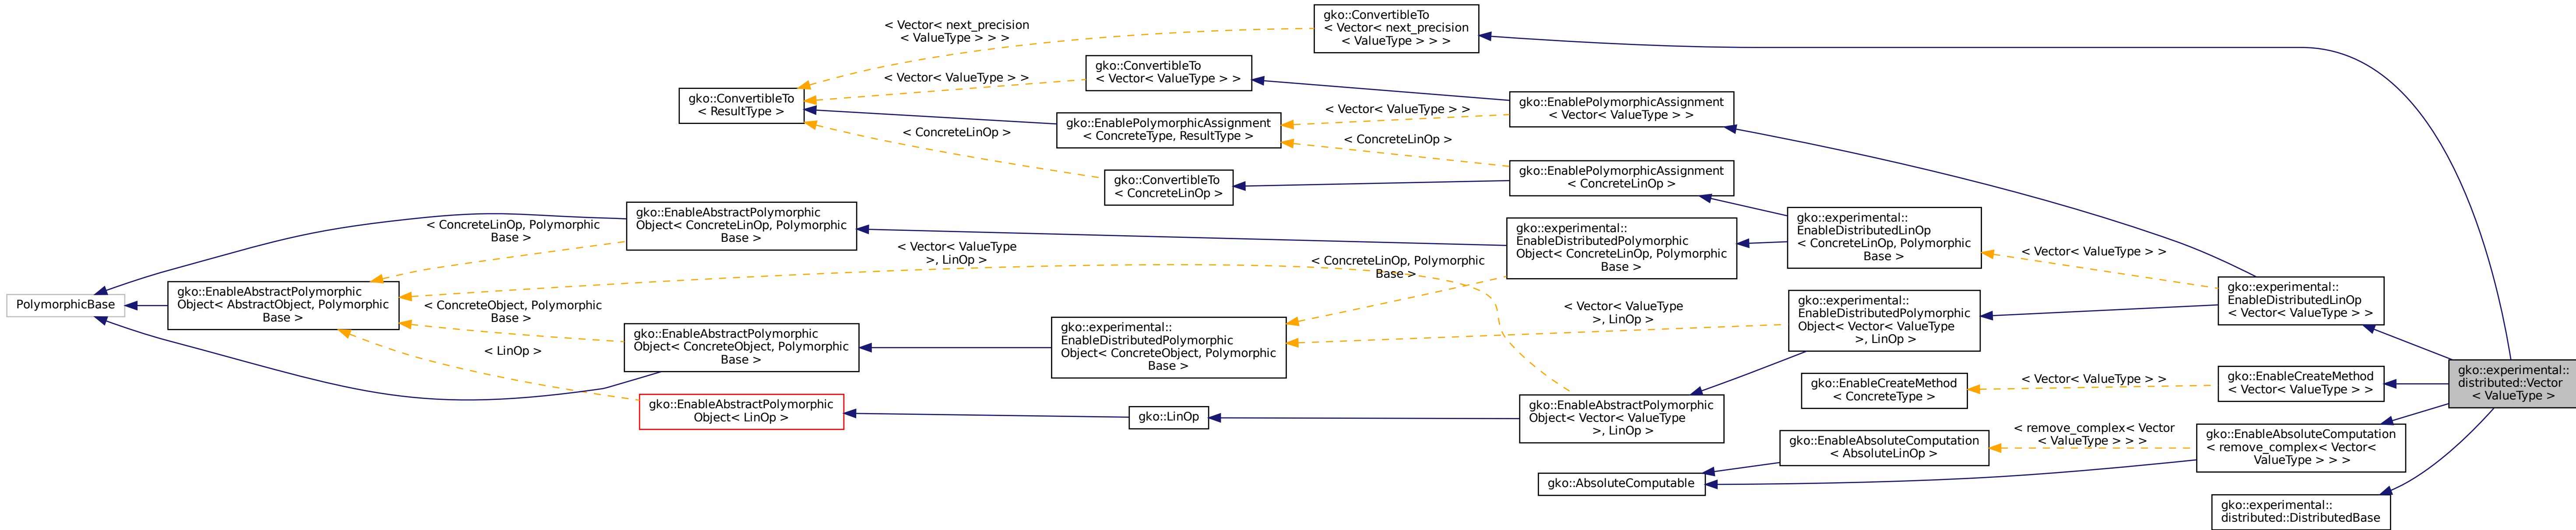 gko::ConvertibleTo
< Vector< next_precision
< ValueType > > >
< Vector< next_precision
< ValueType > > >
gko::ConvertibleTo
< Vector< ValueType > >
< Vector< ValueType > >
gko::ConvertibleTo
< ResultType >
gko::EnablePolymorphicAssignment
< Vector< ValueType > >
< Vector< ValueType > >
gko::EnablePolymorphicAssignment
< ConcreteType, ResultType >
< ConcreteLinOp >
< ConcreteLinOp >
gko::EnablePolymorphicAssignment
< ConcreteLinOp >
gko::ConvertibleTo
< ConcreteLinOp >
gko::EnableAbstractPolymorphic
Object< ConcreteLinOp, Polymorphic
Base >
< ConcreteLinOp, Polymorphic
Base >
gko::experimental::
EnableDistributedPolymorphic
Object< ConcreteLinOp, Polymorphic
Base >
gko::experimental::
EnableDistributedLinOp
< ConcreteLinOp, Polymorphic
Base >
< Vector< ValueType > >
< Vector< ValueType
>, LinOp >
< ConcreteLinOp, Polymorphic
Base >
PolymorphicBase
gko::EnableAbstractPolymorphic
Object< AbstractObject, Polymorphic
Base >
< ConcreteObject, Polymorphic
Base >
< Vector< ValueType
>, LinOp >
gko::experimental::
EnableDistributedPolymorphic
Object< Vector< ValueType
>, LinOp >
gko::experimental::
EnableDistributedLinOp
< Vector< ValueType > >
gko::EnableAbstractPolymorphic
Object< ConcreteObject, Polymorphic
Base >
gko::experimental::
EnableDistributedPolymorphic
Object< ConcreteObject, Polymorphic
Base >
< LinOp >
gko::experimental::
distributed::Vector
< ValueType >
gko::EnableCreateMethod
< ConcreteType >
< Vector< ValueType > >
gko::EnableCreateMethod
< Vector< ValueType > >
gko::EnableAbstractPolymorphic
Object< LinOp >
gko::LinOp
gko::EnableAbstractPolymorphic
Object< Vector< ValueType
>, LinOp >
gko::EnableAbsoluteComputation
< AbsoluteLinOp >
< remove_complex< Vector
< ValueType > > >
gko::EnableAbsoluteComputation
< remove_complex< Vector<
ValueType > > >
gko::AbsoluteComputable
gko::experimental::
distributed::DistributedBase